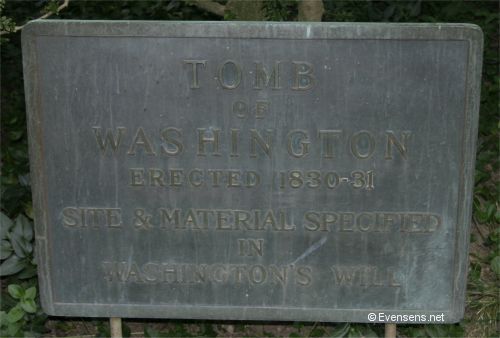 TOMB
OF
WASHINGTON
ERECTED 1830-31
SITE & MATERIAL SPECIFIED
IN
WASHINGTON'S WILL
© Evensens.net